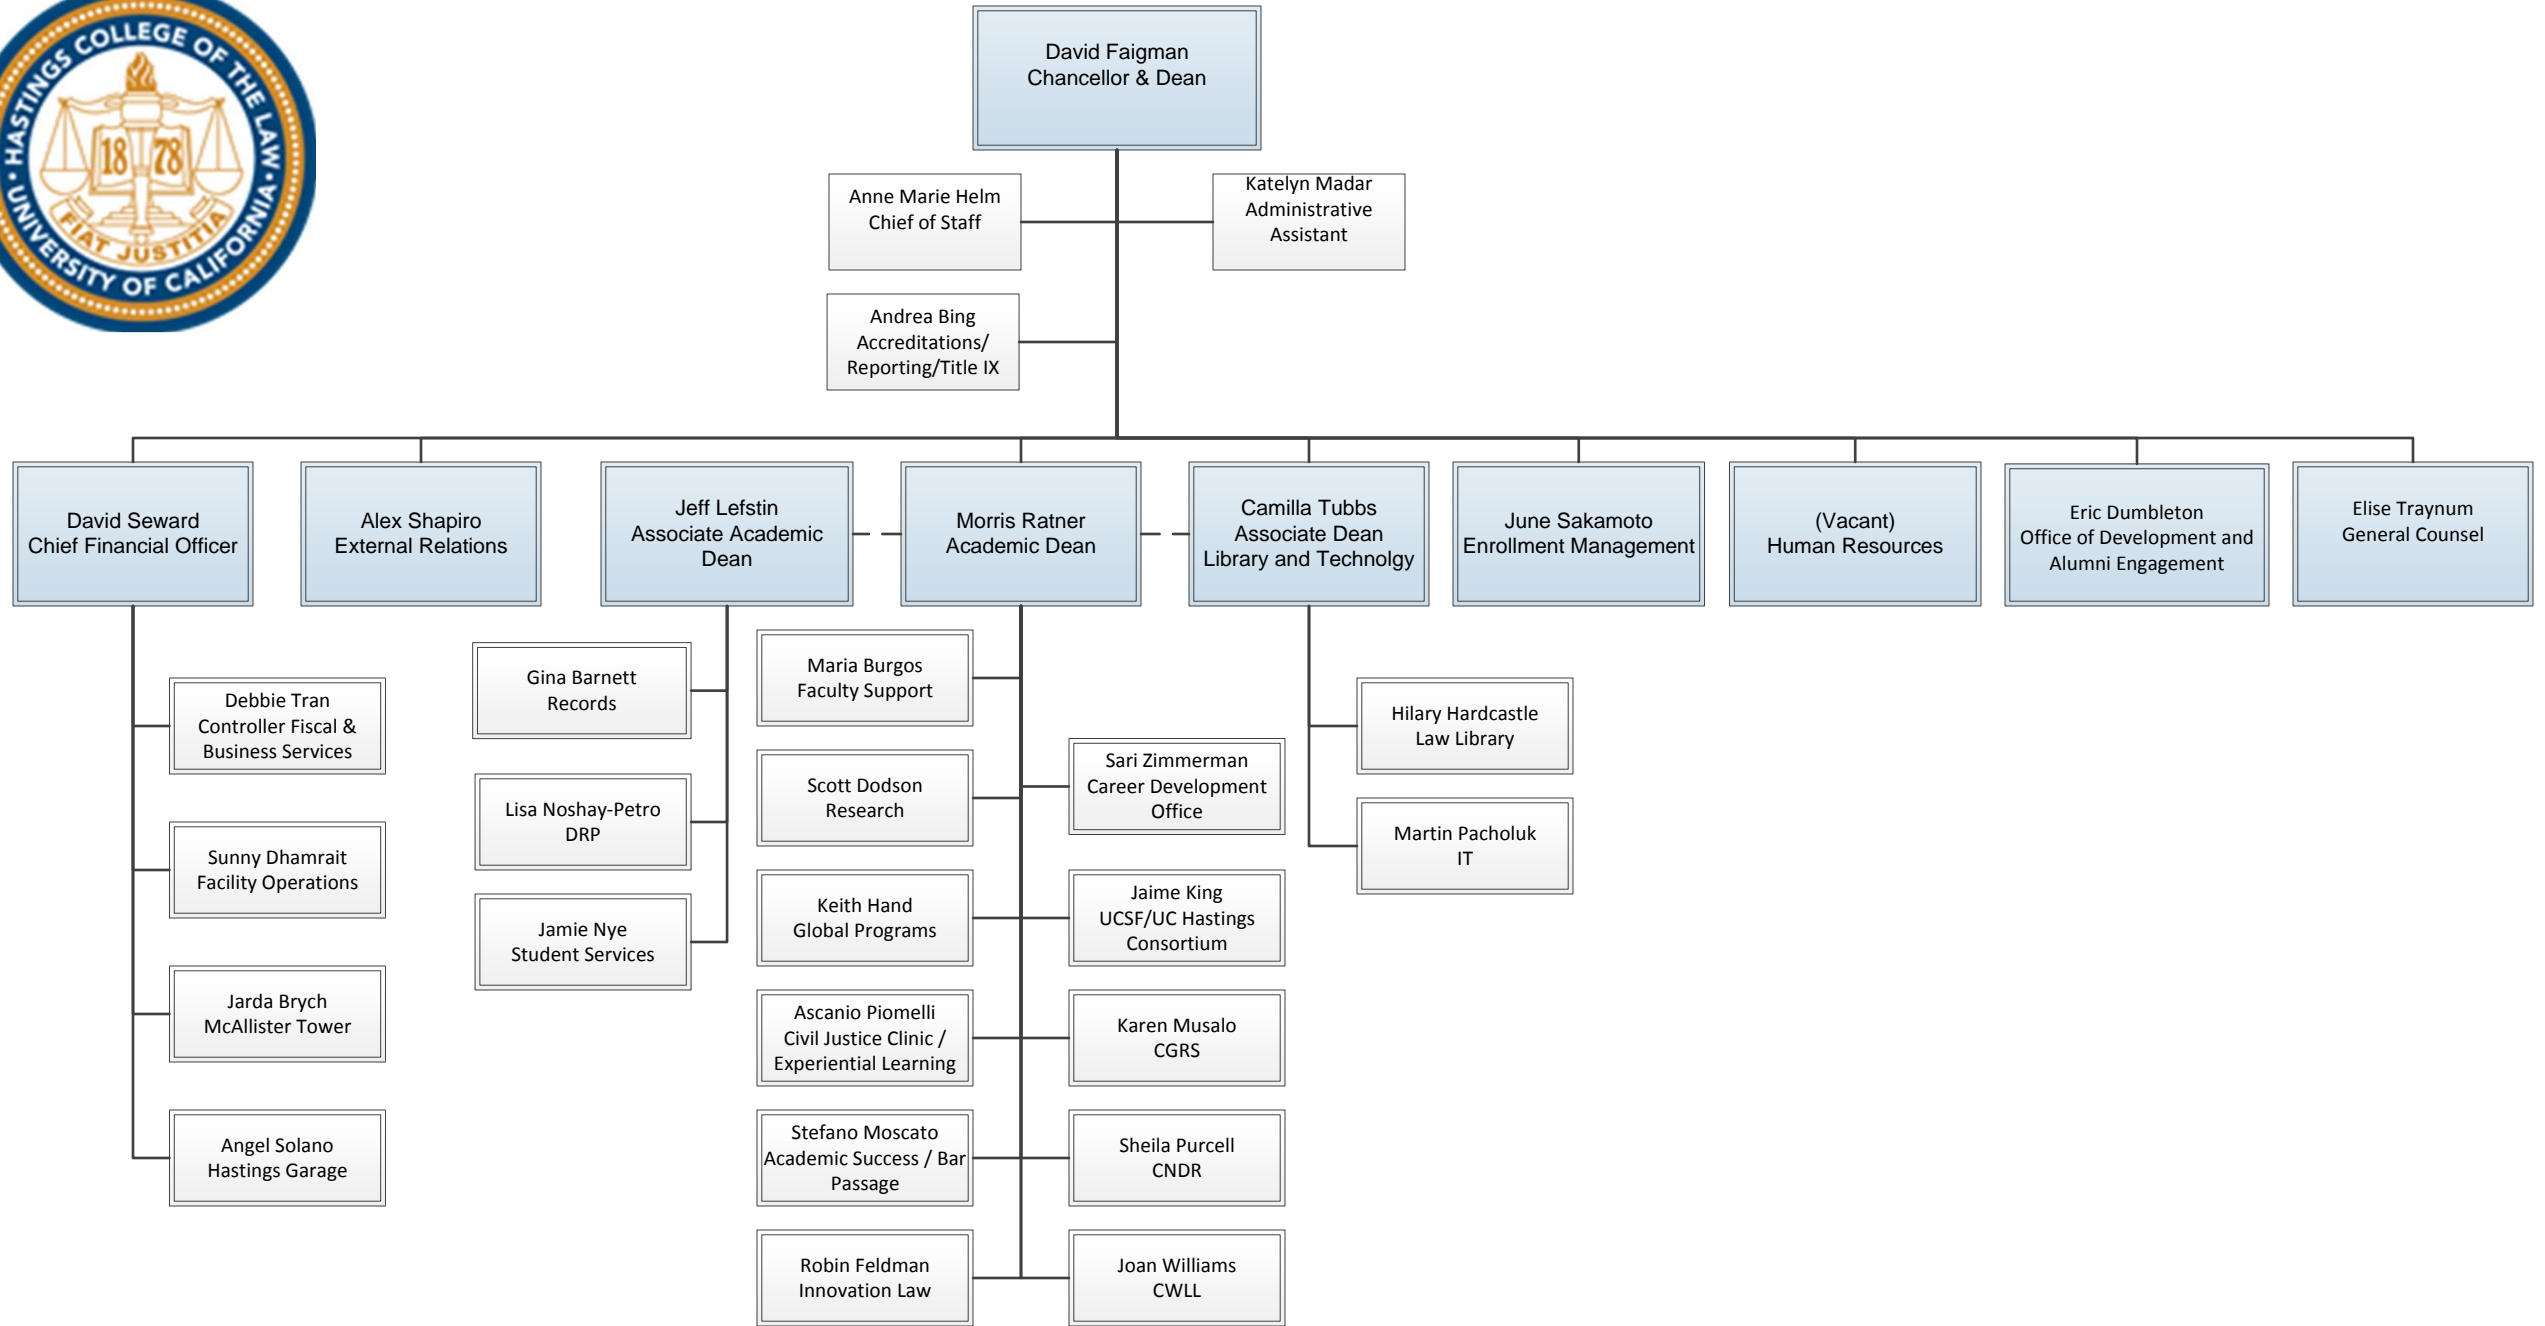 HASTINGS COLLEGE OF THE LAW • UNIVERSITY OF CALIFORNIA •
18 78
FIAT JUSTITIA
David Faigman
Chancellor & Dean
Anne Marie Helm
Chief of Staff
Katelyn Madar
Administrative
Assistant
Andrea Bing
Accreditations/
Reporting/Title IX
David Seward
Chief Financial Officer
Alex Shapiro
External Relations
Jeff Lefstin
Associate Academic
Dean
Morris Ratner
Academic Dean
Camilla Tubbs
Associate Dean
Library and Technolgy
June Sakamoto
Enrollment Management
(Vacant)
Human Resources
Eric Dumbleton
Office of Development and
Alumni Engagement
Elise Traynum
General Counsel
Debbie Tran
Controller Fiscal &
Business Services
Sunny Dhamrait
Facility Operations
Jarda Brych
McAllister Tower
Angel Solano
Hastings Garage
Gina Barnett
Records
Lisa Noshay-Petro
DRP
Jamie Nye
Student Services
Maria Burgos
Faculty Support
Scott Dodson
Research
Keith Hand
Global Programs
Ascanio Piomelli
Civil Justice Clinic /
Experiential Learning
Stefano Moscato
Academic Success / Bar
Passage
Robin Feldman
Innovation Law
Sari Zimmerman
Career Development
Office
Jaime King
UCSF/UC Hastings
Consortium
Karen Musalo
CGRS
Sheila Purcell
CNDR
Joan Williams
CWLL
Hilary Hardcastle
Law Library
Martin Pacholuk
IT